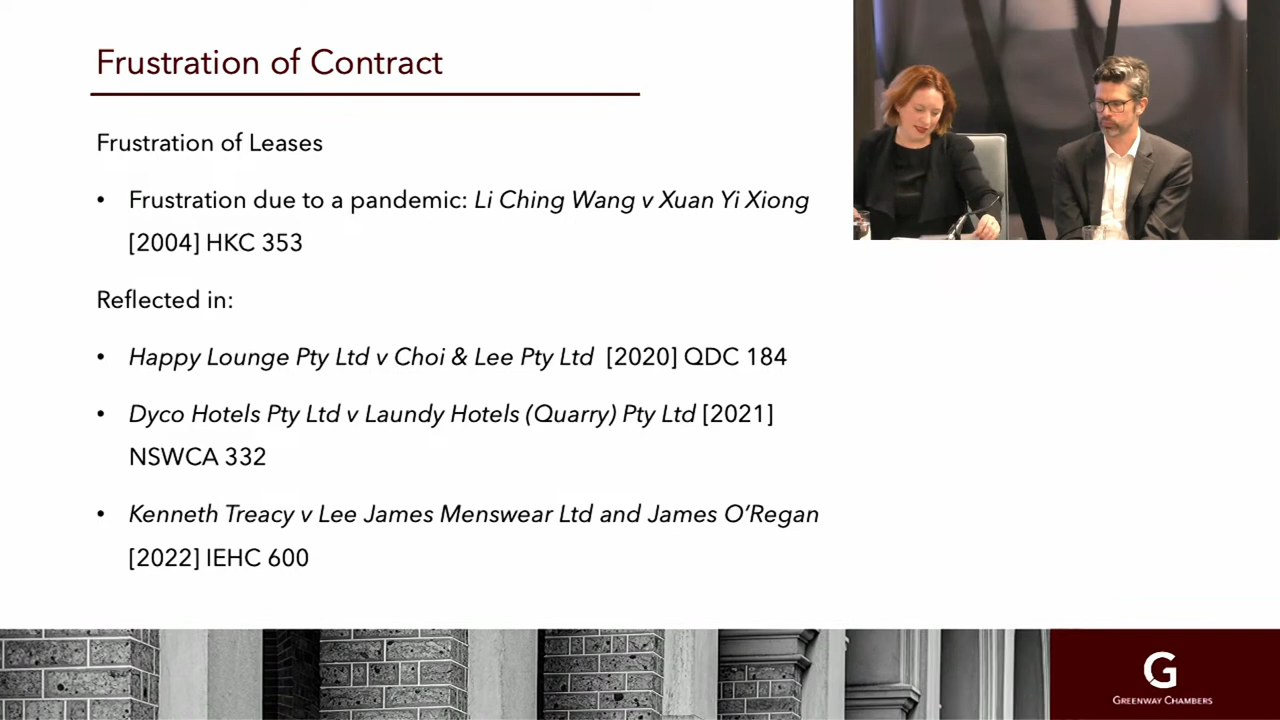 Frustration of Contract
Frustration of Leases
• Frustration due to a pandemic: Li Ching Wang v Xuan Yi Xiong
[2004] HKC 353
Reflected in:
• Happy Lounge Pty Ltd v Choi & Lee Pty Ltd [2020] QDC 184
• Dyco Hotels Pty Ltd v Laundy Hotels (Quarry) Pty Ltd [2021]
NSWCA 332
• Kenneth Treacy v Lee James Menswear Ltd and James O’Regan
[2022] IEHC 600
G
GREENWAY CHAMBERS